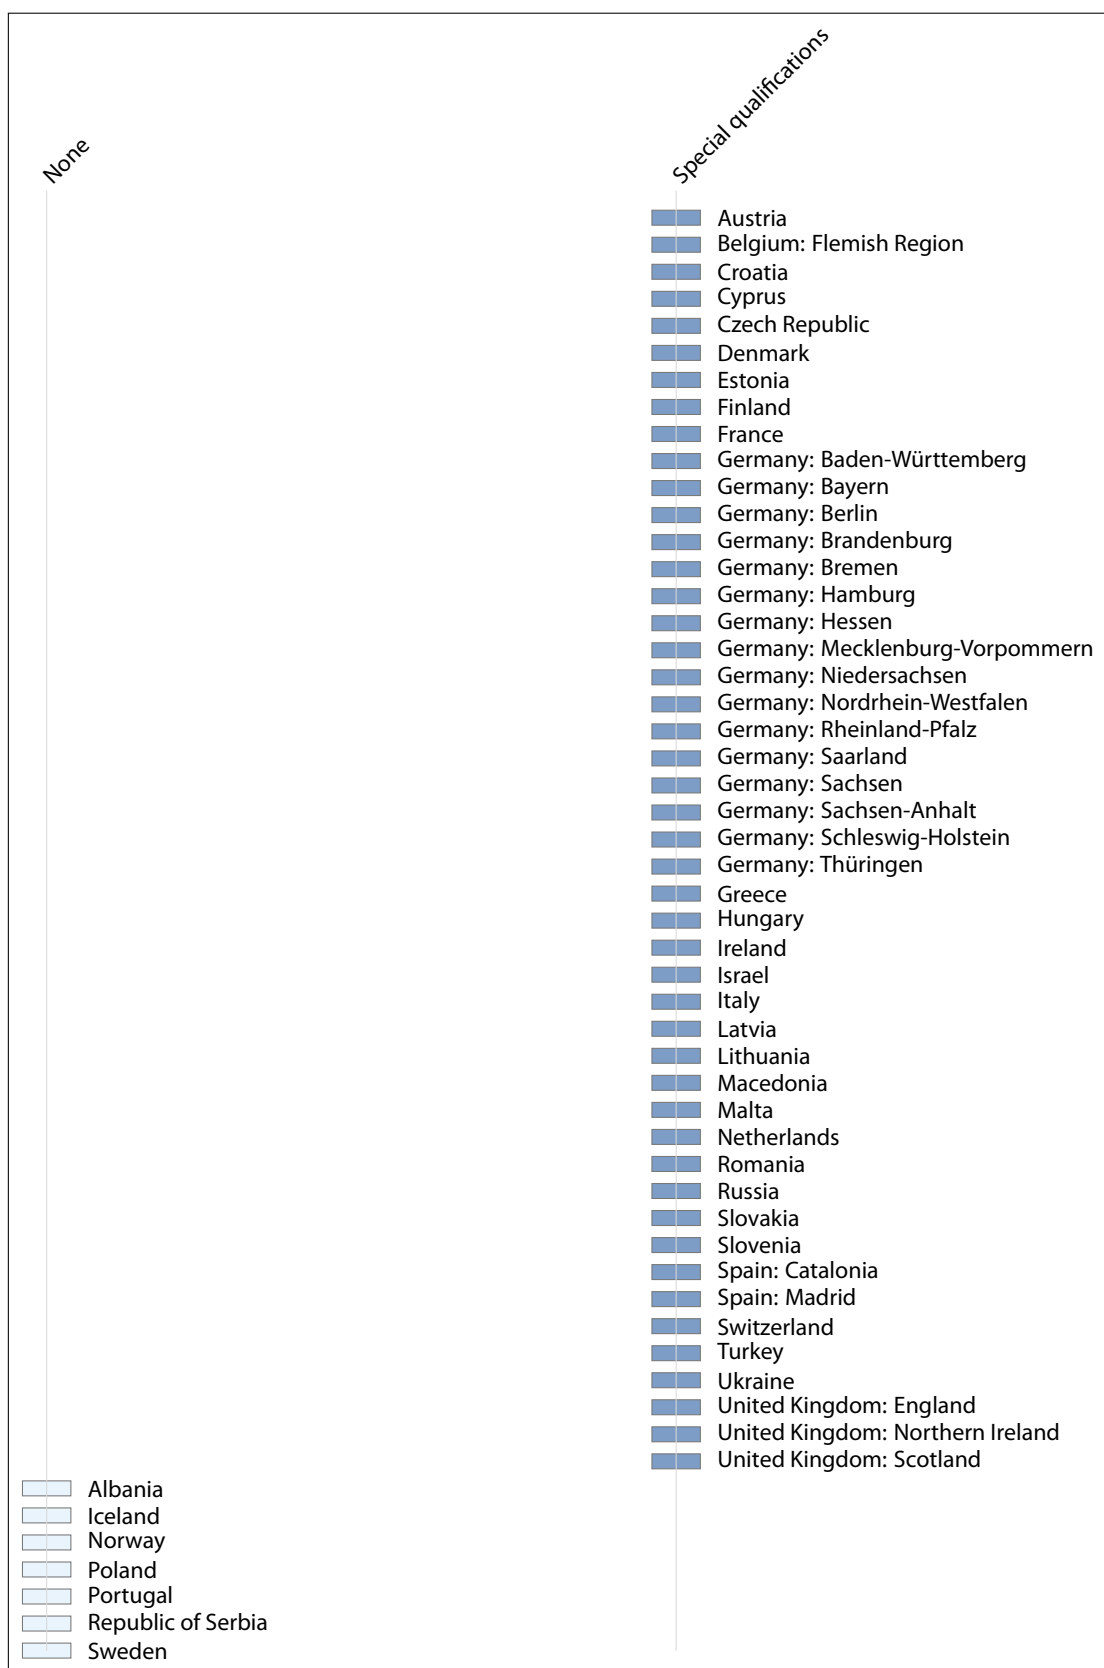 None
Special qualifications
Austria
Belgium: Flemish Region
Croatia
Cyprus
Czech Republic
Denmark
Estonia
Finland
France
Germany: Baden-Württemberg
Germany: Bayern
Germany: Berlin
Germany: Brandenburg
Germany: Bremen
Germany: Hamburg
Germany: Hessen
Germany: Mecklenburg-Vorpommern
Germany: Niedersachsen
Germany: Nordrhein-Westfalen
Germany: Rheinland-Pfalz
Germany: Saarland
Germany: Sachsen
Germany: Sachsen-Anhalt
Germany: Schleswig-Holstein
Germany: Thüringen
Greece
Hungary
Ireland
Israel
Italy
Latvia
Lithuania
Macedonia
Malta
Netherlands
Romania
Russia
Slovakia
Slovenia
Spain: Catalonia
Spain: Madrid
Switzerland
Turkey
Ukraine
United Kingdom: England
United Kingdom: Northern Ireland
United Kingdom: Scotland
Albania
Iceland
Norway
Poland
Portugal
Republic of Serbia
Sweden